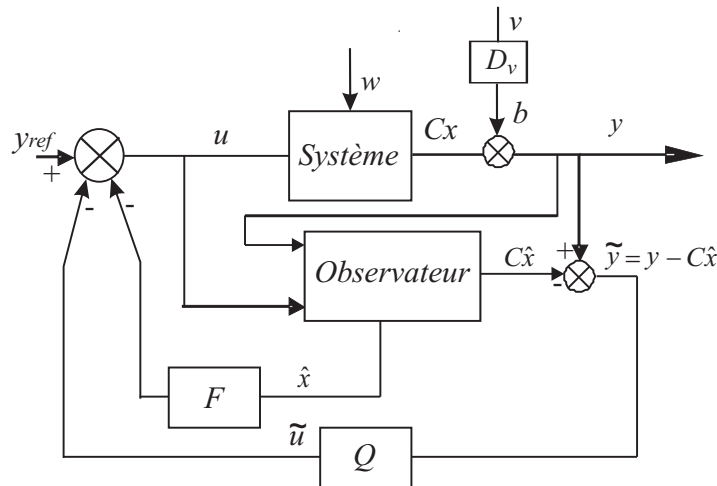 v
D_v
w
b
y_ref
+
-
-
u
Système
Cx
y
Observateur
Cx̂
+
-
ỹ = y − Cx̂
F
x̂
ũ
Q